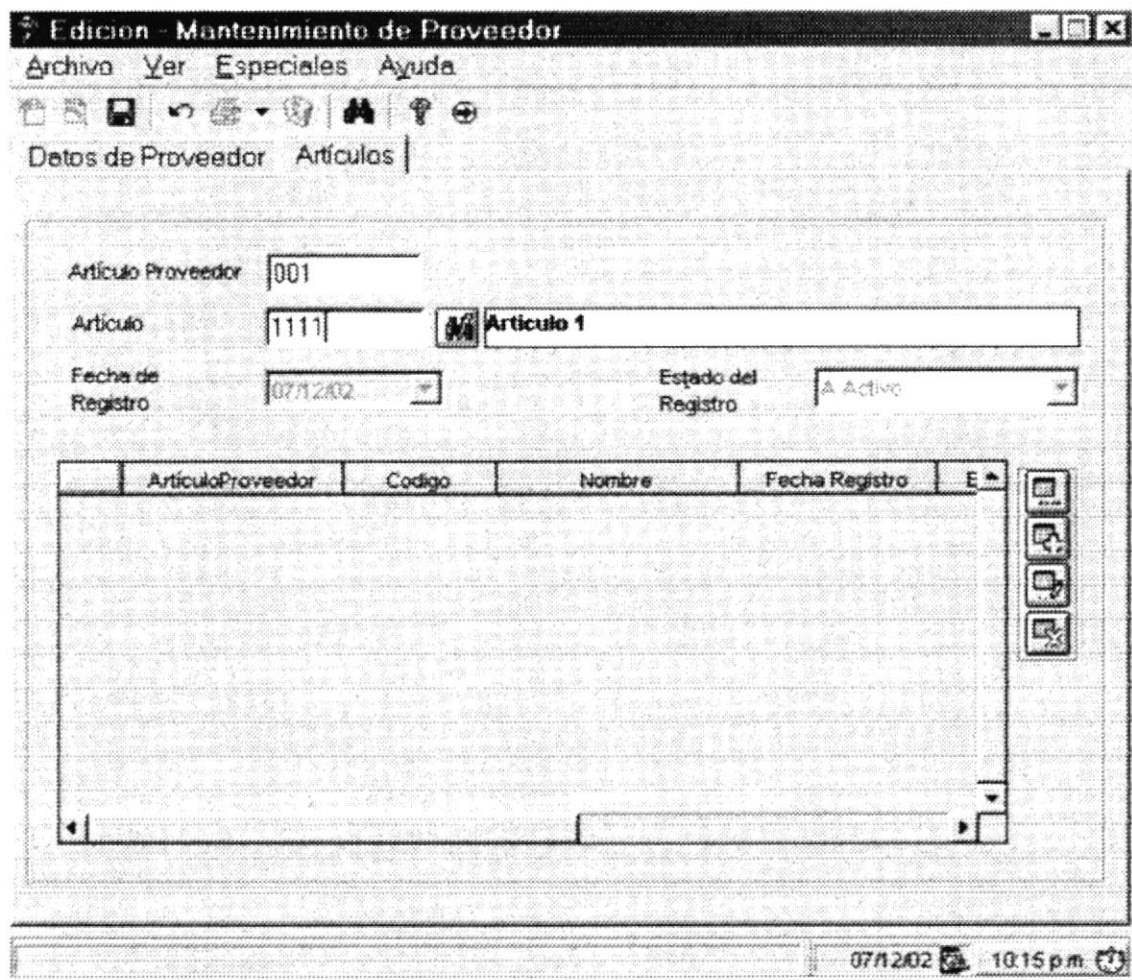 Edicion - Mantenimiento de Proveedor
Archivo Ver Especiales Ayuda
Datos de Proveedor Artículos
Artículo Proveedor 001
Artículo 1111 Articulo 1
Fecha de Registro 07/12/02 Estado del Registro A Activo
ArtículoProveedor Codigo Nombre Fecha Registro E
07/12/02 10:15 p.m.